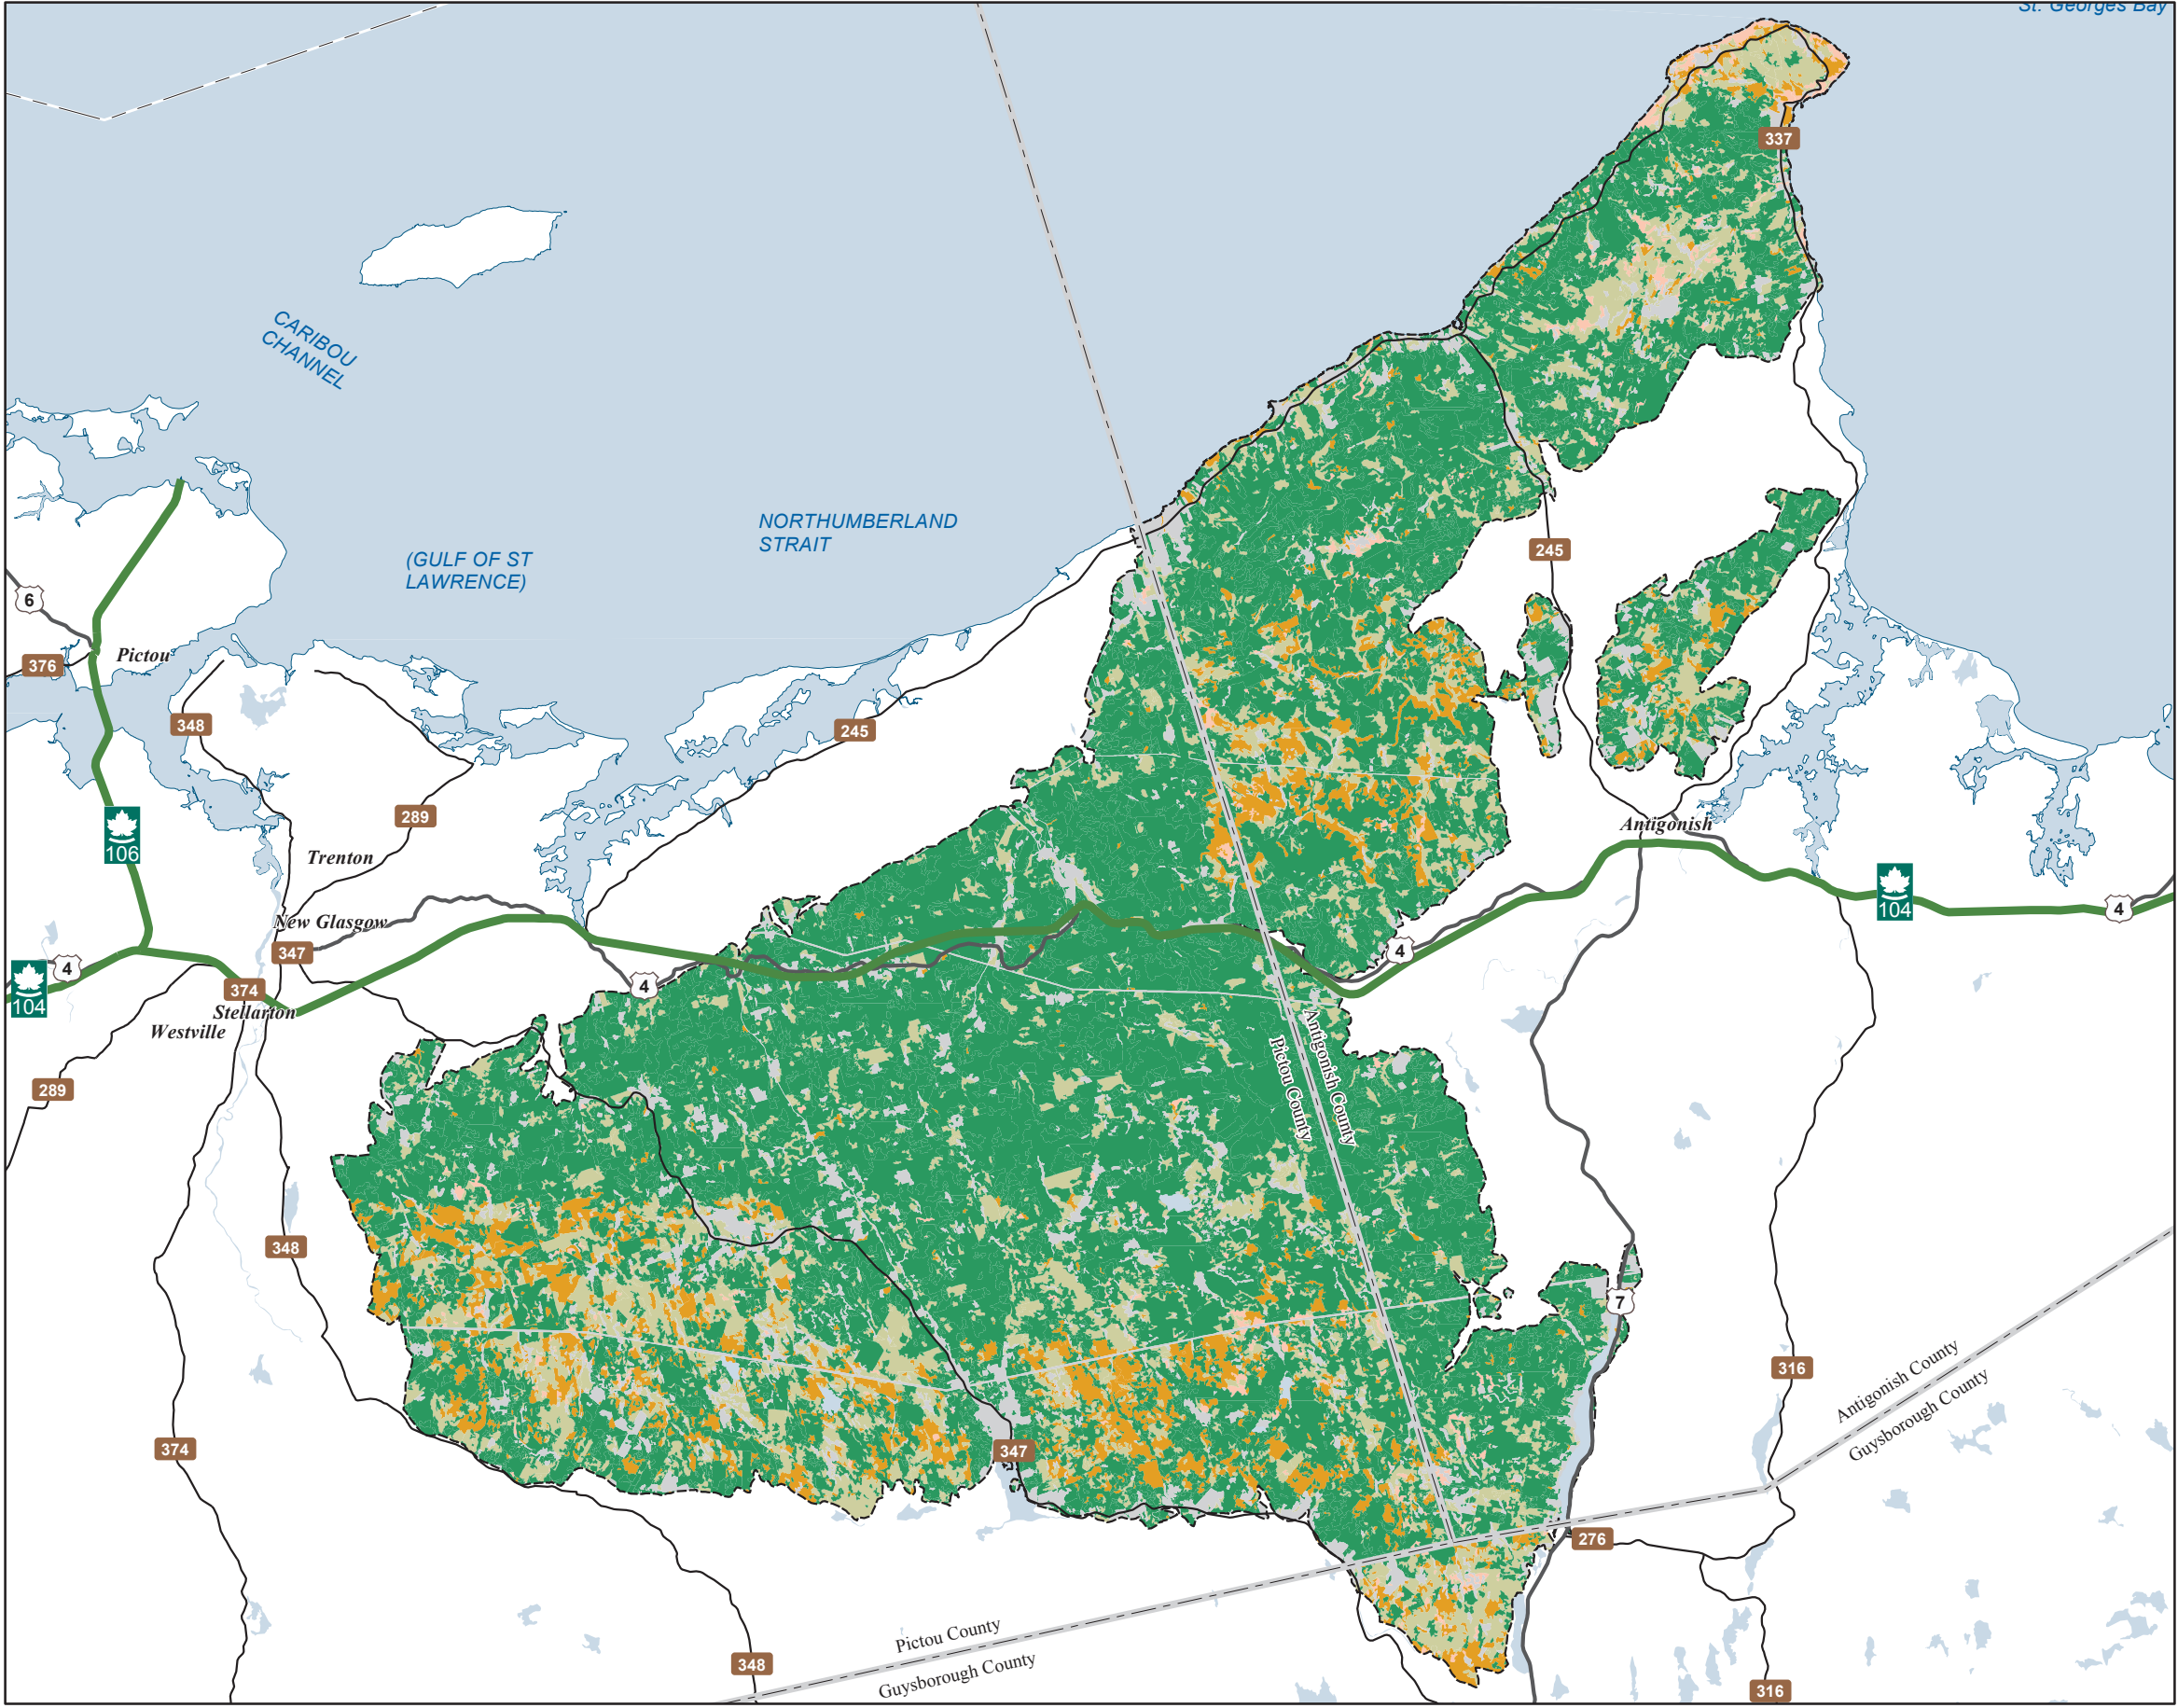 St. Georges Bay
337
CARIBOU
CHANNEL
NORTHUMBERLAND
STRAIT
(GULF OF ST
LAWRENCE)
245
6
376
Pictou
348
245
289
106
Trenton
Antigonish
104
4
New Glasgow
347
4
4
104
4
374
Stellarton
Westville
289
Antigonish County
Pictou County
348
7
316
Antigonish County
Guysborough County
374
347
276
Pictou County
Guysborough County
348
316